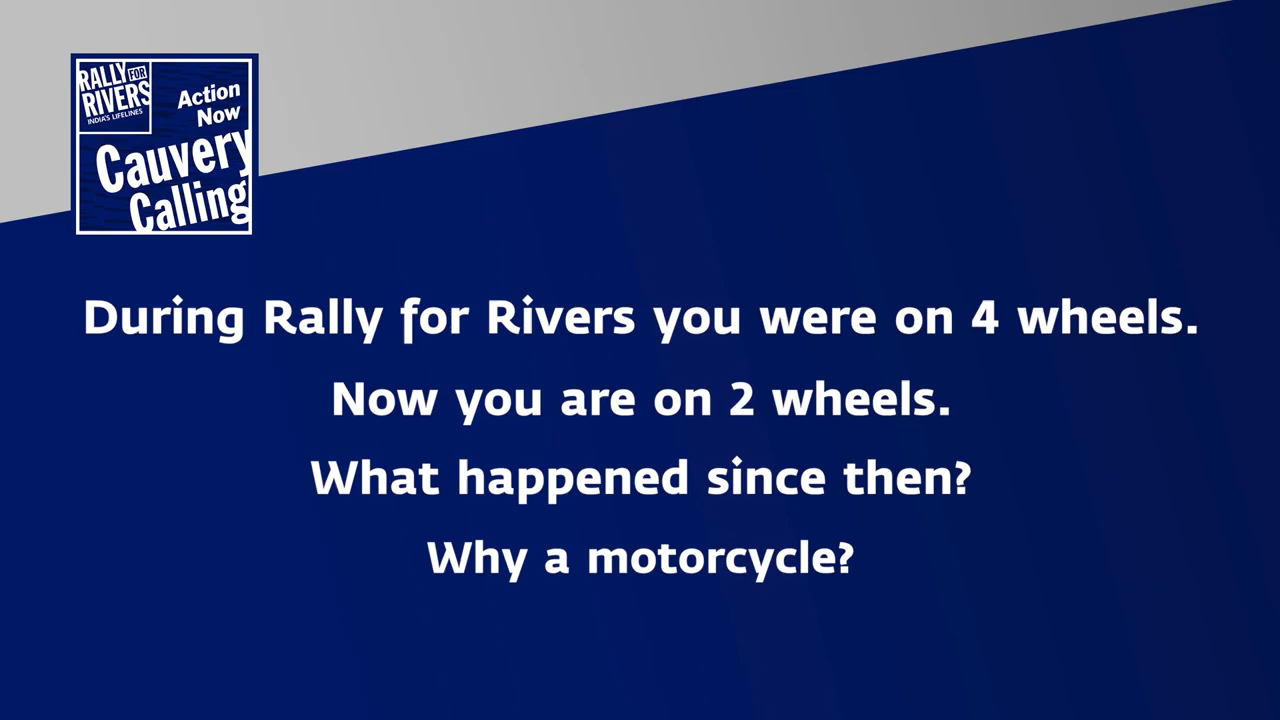 RALLY FOR
RIVERS
INDIA'S LIFELINES
Action
Now
Cauvery
Calling
During Rally for Rivers you were on 4 wheels.
Now you are on 2 wheels.
What happened since then?
Why a motorcycle?